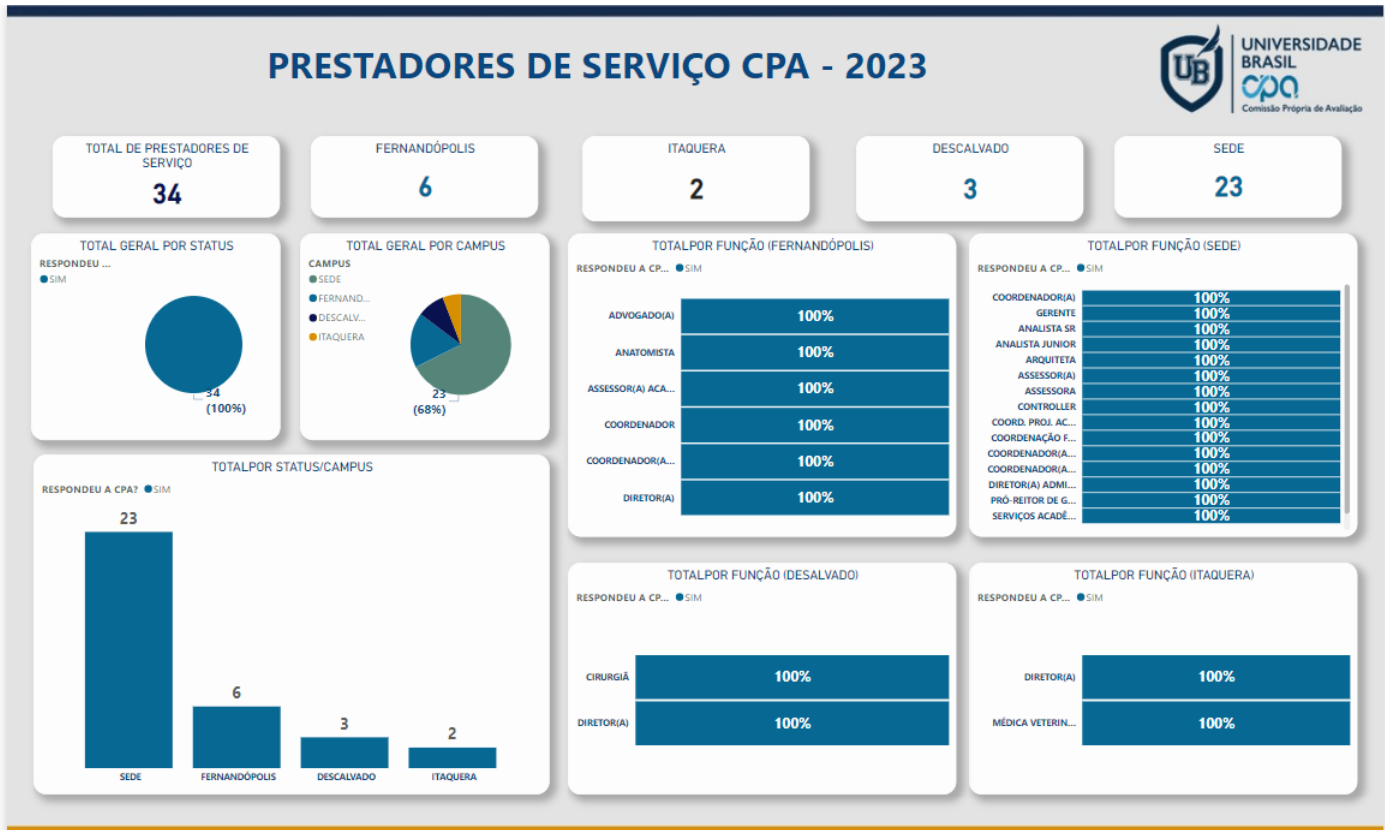 PRESTADORES DE SERVIÇO CPA - 2023
UB
UNIVERSIDADE
BRASIL
cpa
Comissão Própria de Avaliação
TOTAL DE PRESTADORES DE
SERVIÇO
34
FERNANDÓPOLIS
6
ITAQUERA
2
DESCALVADO
3
SEDE
23
TOTAL GERAL POR STATUS
RESPONDEU ...
SIM
34
(100%)
TOTAL GERAL POR CAMPUS
CAMPUS
SEDE
FERNAND...
DESCALV...
ITAQUERA
23
(68%)
TOTALPOR FUNÇÃO (FERNANDÓPOLIS)
RESPONDEU A CP... SIM
ADVOGADO(A) 100%
ANATOMISTA 100%
ASSESSOR(A) ACA... 100%
COORDENADOR 100%
COORDENADOR(A... 100%
DIRETOR(A) 100%
TOTALPOR FUNÇÃO (SEDE)
RESPONDEU A CP... SIM
COORDENADOR(A) 100%
GERENTE 100%
ANALISTA SR 100%
ANALISTA JUNIOR 100%
ARQUITETA 100%
ASSESSOR(A) 100%
ASSESSORA 100%
CONTROLLER 100%
COORD. PROJ. AC... 100%
COORDENAÇÃO F... 100%
COORDENADOR(A... 100%
COORDENADOR(A... 100%
DIRETOR(A) ADMI... 100%
PRÓ-REITOR DE G... 100%
SERVIÇOS ACADÊ... 100%
TOTALPOR STATUS/CAMPUS
RESPONDEU A CPA? SIM
23
6
3
2
SEDE FERNANDÓPOLIS DESCALVADO ITAQUERA
TOTALPOR FUNÇÃO (DESALVADO)
RESPONDEU A CP... SIM
CIRURGIÃ 100%
DIRETOR(A) 100%
TOTALPOR FUNÇÃO (ITAQUERA)
RESPONDEU A CP... SIM
DIRETOR(A) 100%
MÉDICA VETERIN... 100%